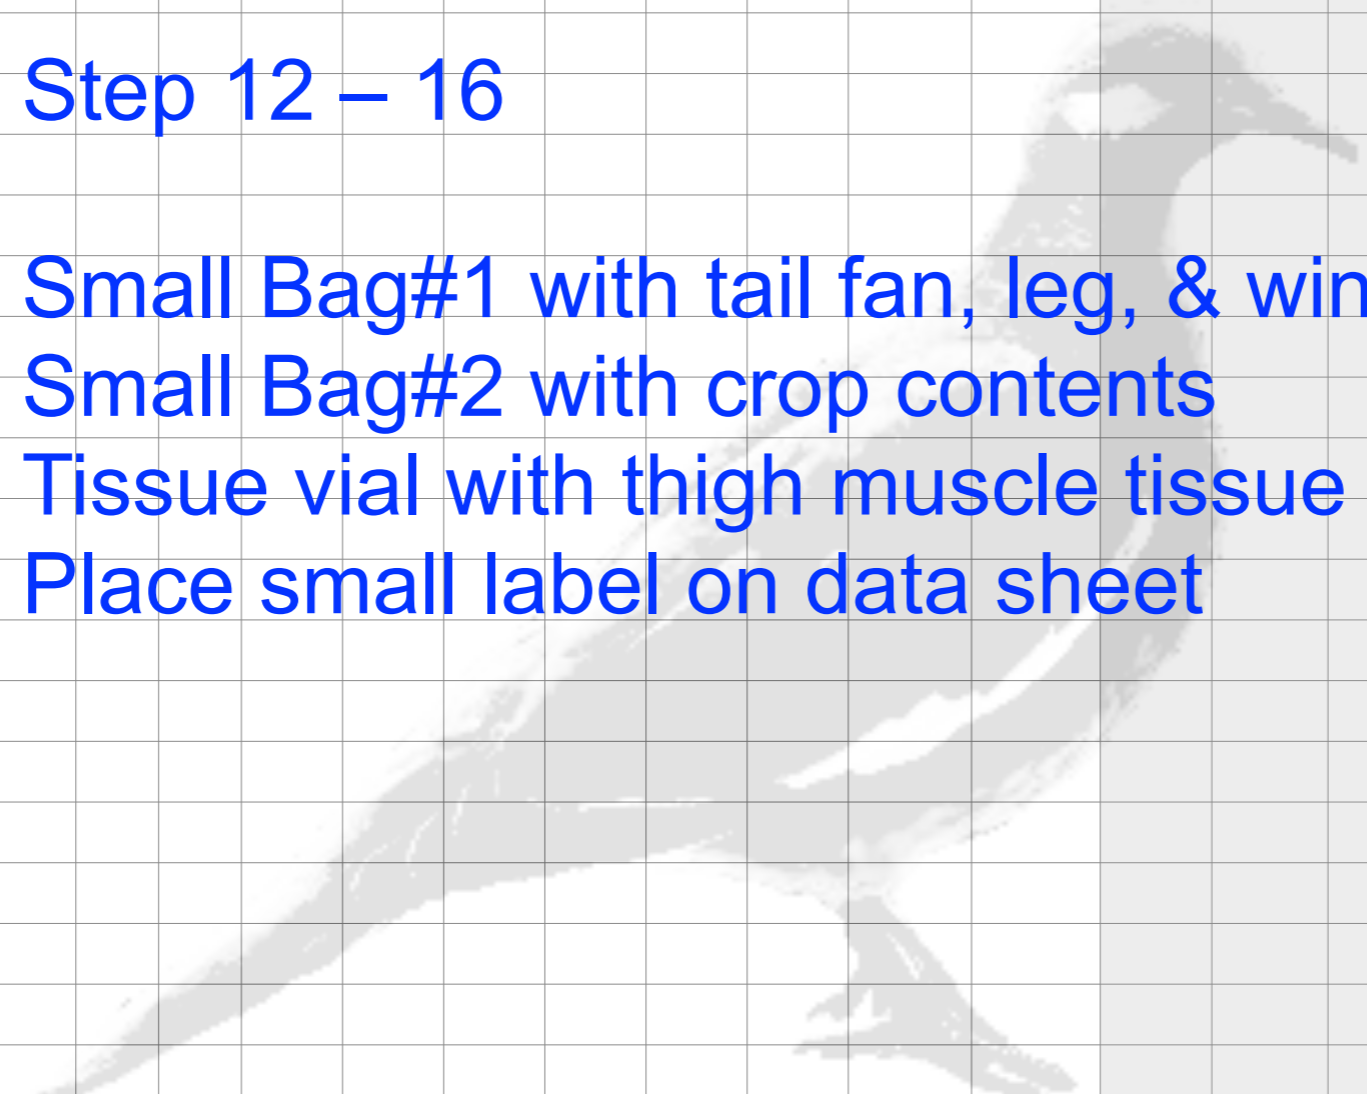 Step 12 – 16
Small Bag#1 with tail fan, leg, & win
Small Bag#2 with crop contents
Tissue vial with thigh muscle tissue
Place small label on data sheet